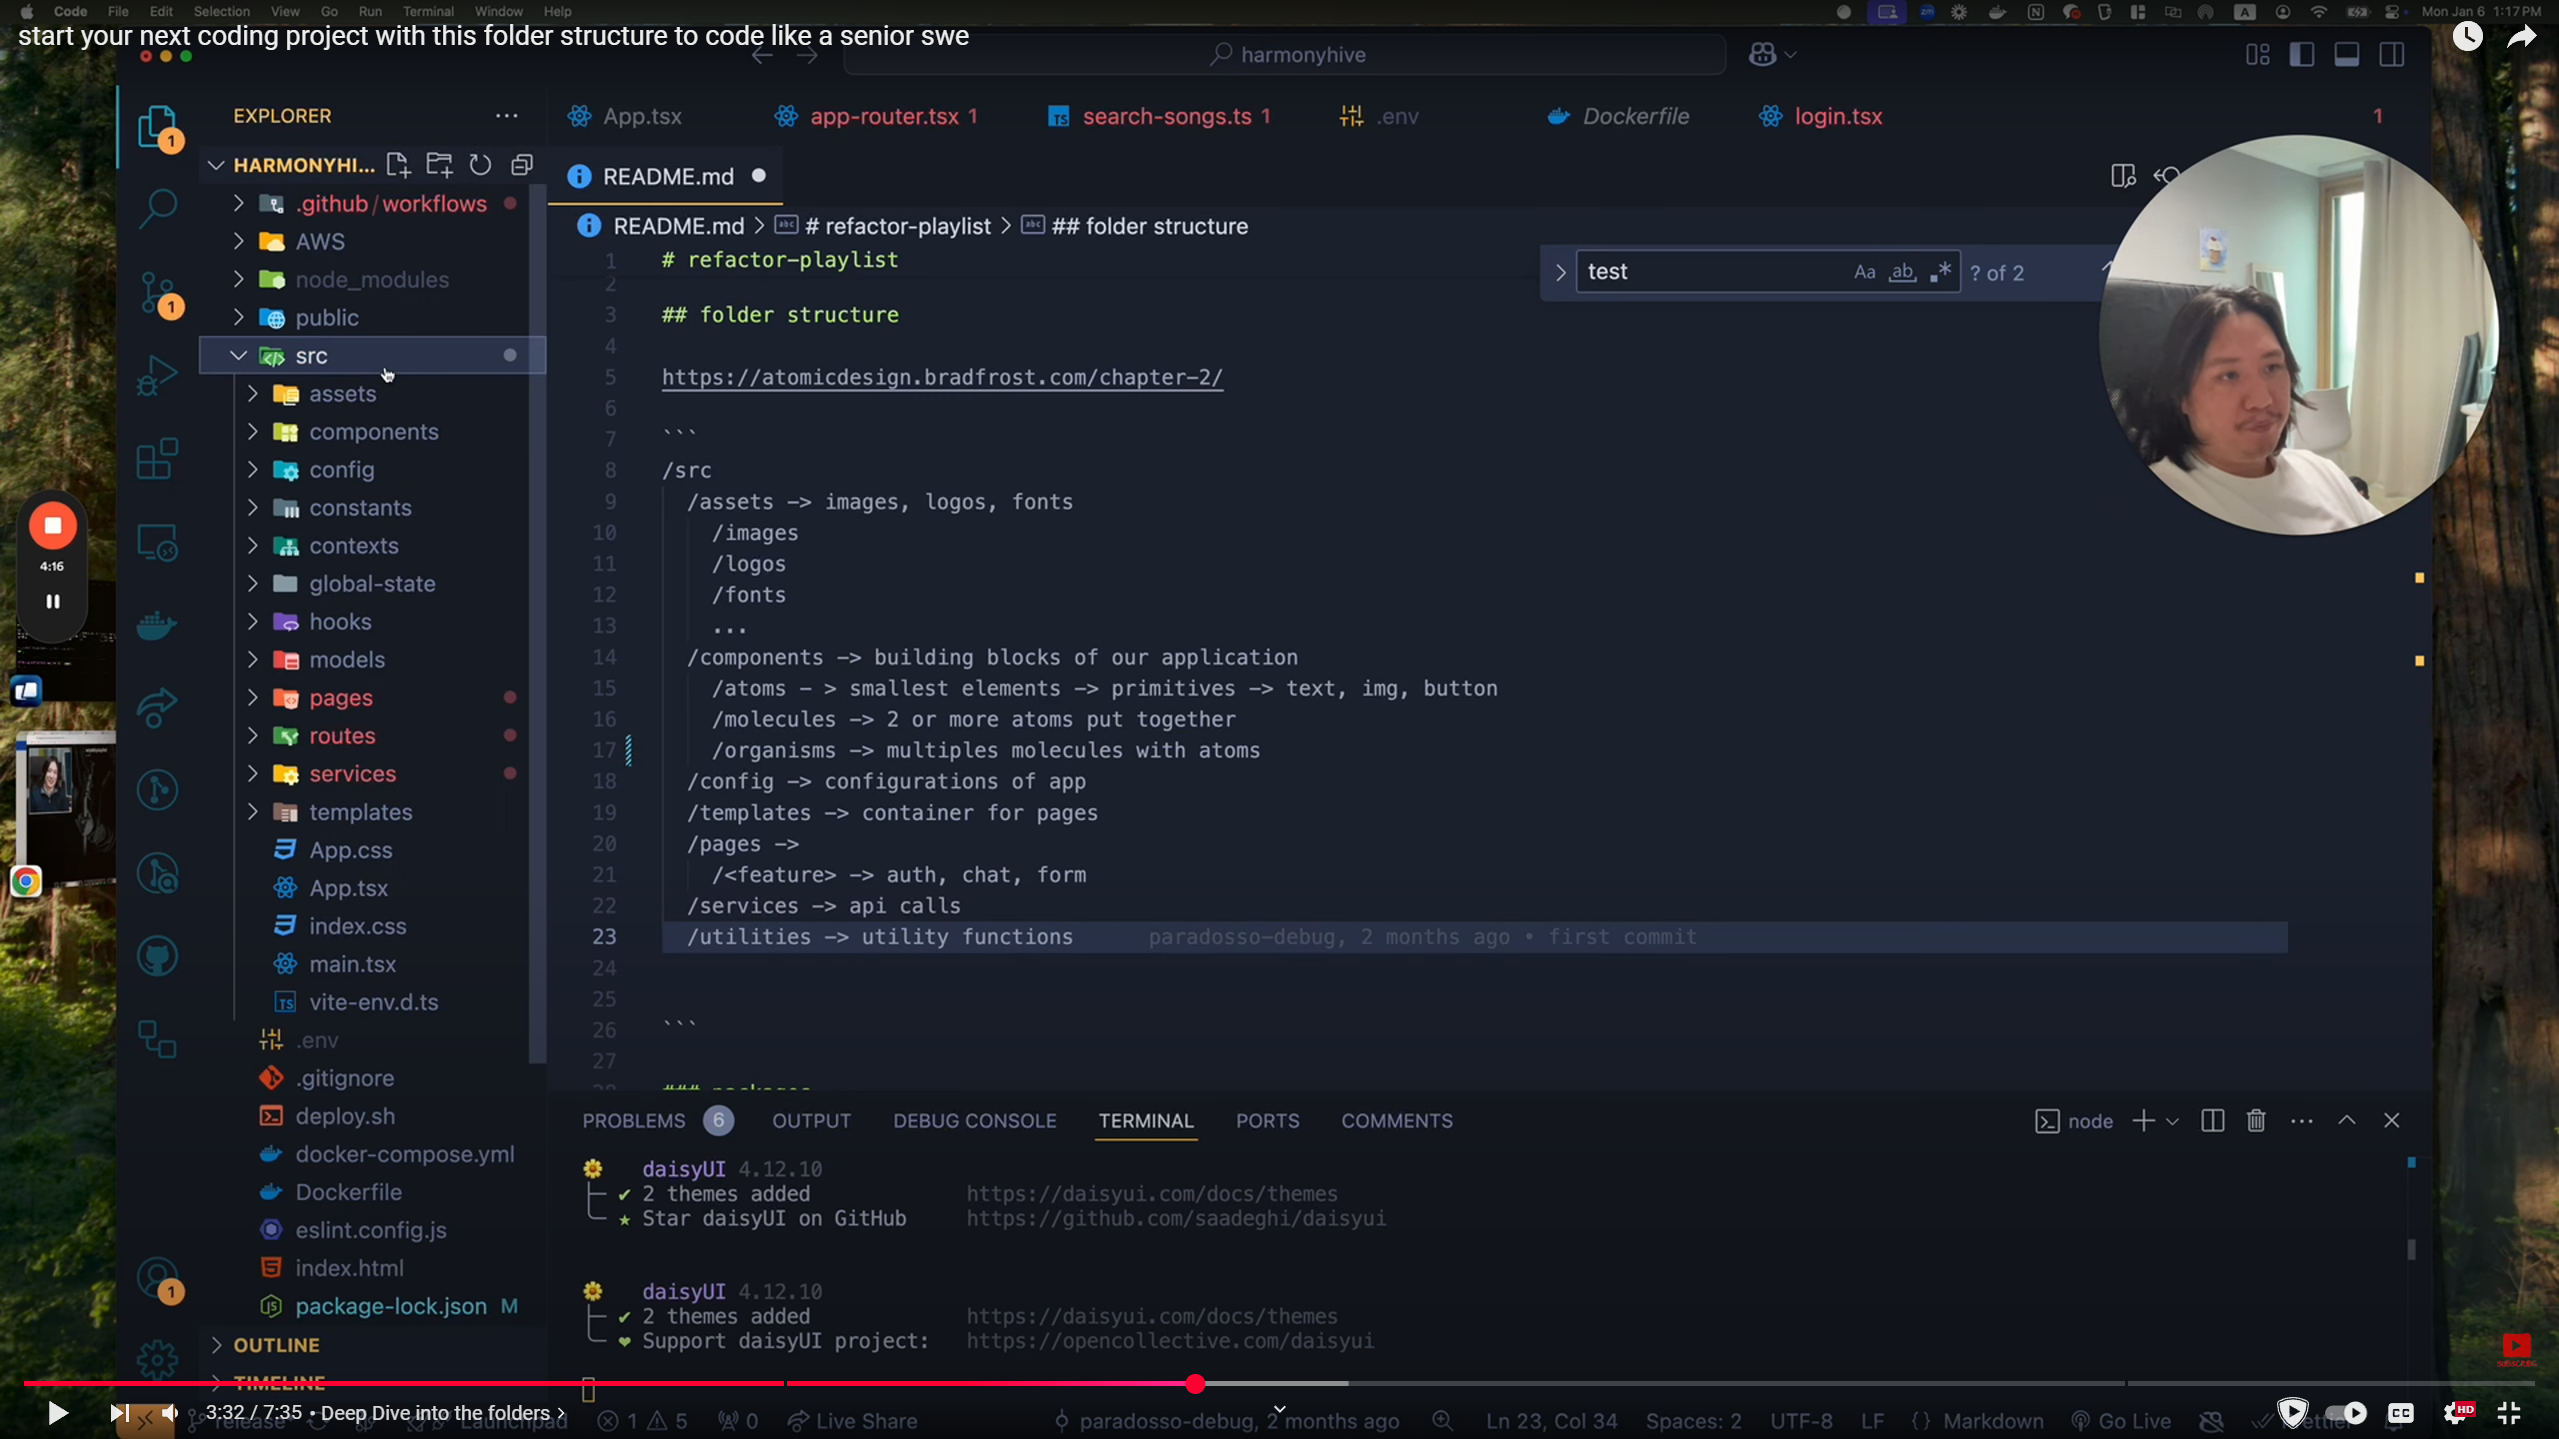 Code File Edit Selection View Go Run Terminal Window Help
A
Mon Jan 6 1:17 PM
start your next coding project with this folder structure to code like a senior swe
harmonyhive
EXPLORER
1
HARMONYHI...
.github/workflows
AWS
node_modules
public
1
src
assets
components
config
constants
contexts
global-state
hooks
models
pages
routes
services
templates
App.css
App.tsx
index.css
main.tsx
vite-env.d.ts
.env
.gitignore
deploy.sh
docker-compose.yml
Dockerfile
eslint.config.js
index.html
package-lock.json M
1
OUTLINE
TIMELINE
4:16
App.tsx
app-router.tsx 1
TS search-songs.ts 1
.env
Dockerfile
login.tsx 1
README.md
README.md > # refactor-playlist > ## folder structure
test Aa ab ? of 2
1 # refactor-playlist
2
3 ## folder structure
4
5 https://atomicdesign.bradfrost.com/chapter-2/
6
7 ```
8 /src
9 /assets -> images, logos, fonts
10 /images
11 /logos
12 /fonts
13 ...
14 /components -> building blocks of our application
15 /atoms - > smallest elements -> primitives -> text, img, button
16 /molecules -> 2 or more atoms put together
17 /organisms -> multiples molecules with atoms
18 /config -> configurations of app
19 /templates -> container for pages
20 /pages ->
21 /<feature> -> auth, chat, form
22 /services -> api calls
23 /utilities -> utility functions paradosso-debug, 2 months ago • first commit
24
25
26 ```
27
### packages
PROBLEMS 6 OUTPUT DEBUG CONSOLE TERMINAL PORTS COMMENTS
node
daisyUI 4.12.10
✔ 2 themes added https://daisyui.com/docs/themes
★ Star daisyUI on GitHub https://github.com/saadeghi/daisyui
daisyUI 4.12.10
✔ 2 themes added https://daisyui.com/docs/themes
❤ Support daisyUI project: https://opencollective.com/daisyui
SUBSCRIBE
3:32 / 7:35 • Deep Dive into the folders >
release Launchpad 1 5 0 Live Share
paradosso-debug, 2 months ago Ln 23, Col 34 Spaces: 2 UTF-8 LF {} Markdown Go Live
CC HD